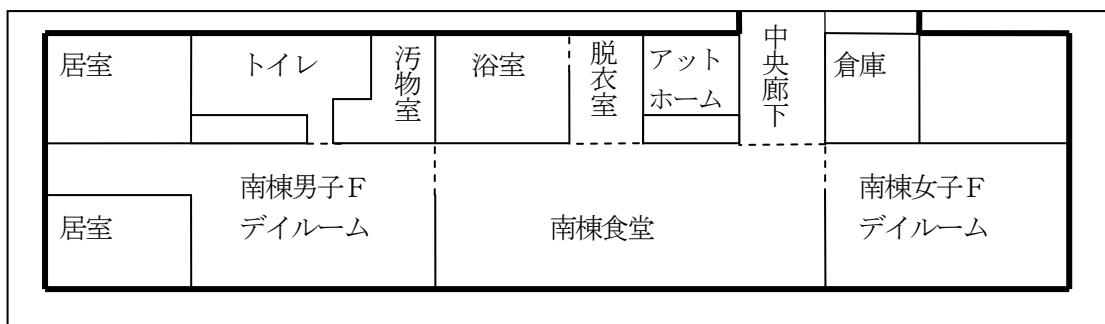 居室
トイレ
汚物室
浴室
脱衣室
アット
ホーム
中央廊下
倉庫
南棟男子F
デイルーム
居室
南棟食堂
南棟女子F
デイルーム